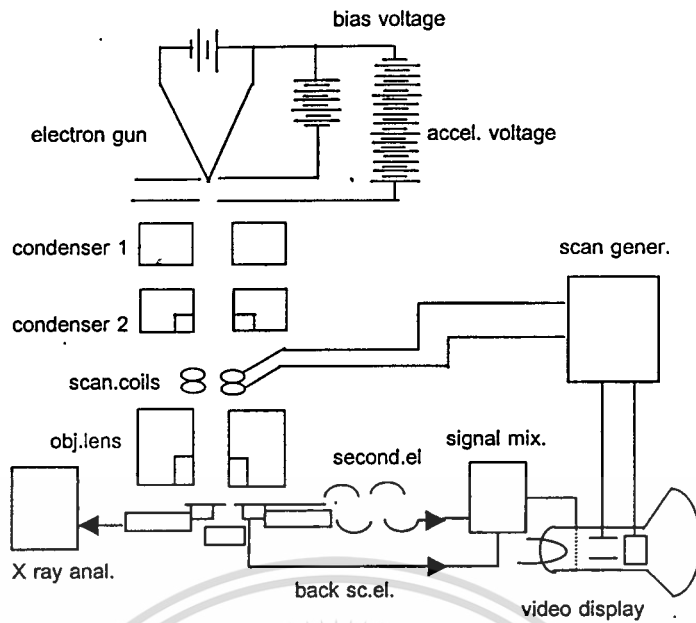 bias voltage
electron gun
accel. voltage
condenser 1
scan gener.
condenser 2
scan.coils
obj.lens
signal mix.
second.el
X ray anal.
back sc.el.
video display